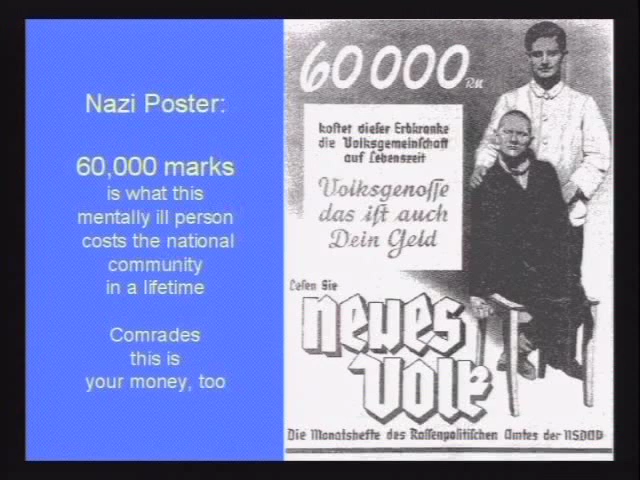 Nazi Poster:
60,000 marks
is what this
mentally ill person
costs the national
community
in a lifetime
Comrades
this is
your money, too
60000 RM
kostet dieser Erbkranke
die Volksgemeinschaft
auf Lebenszeit
Volksgenosse
das ist auch
Dein Geld
Lesen Sie
neues
Volk
Die Monatshefte des Rassenpolitischen Amtes der NSDAP